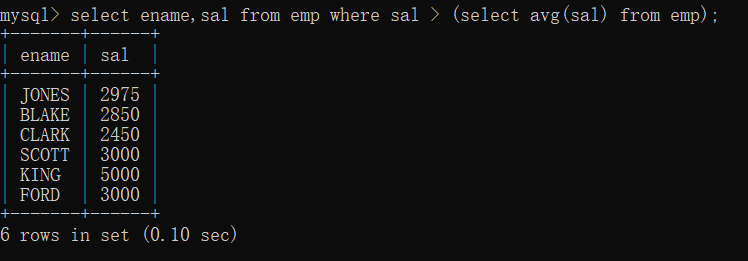 mysql> select ename,sal from emp where sal > (select avg(sal) from emp);
+-------+------+
| ename | sal  |
+-------+------+
| JONES | 2975 |
| BLAKE | 2850 |
| CLARK | 2450 |
| SCOTT | 3000 |
| KING  | 5000 |
| FORD  | 3000 |
+-------+------+
6 rows in set (0.10 sec)